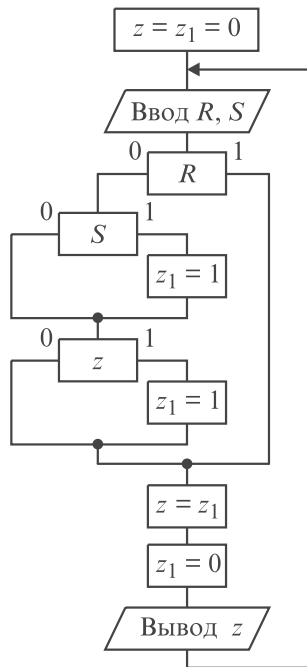 z = z₁ = 0
Ввод R, S
0 1
R
0 1
S
z₁ = 1
0 1
z
z₁ = 1
z = z₁
z₁ = 0
Вывод z